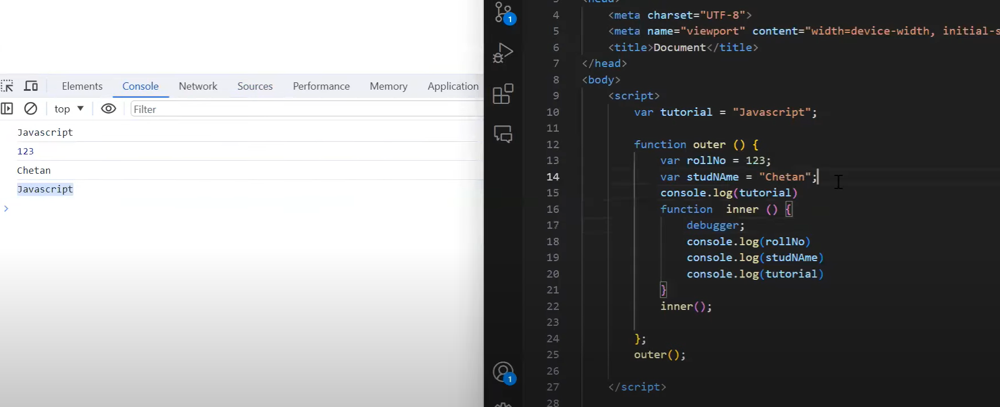 Elements Console Network Sources Performance Memory Application
top Filter
Javascript
123
Chetan
Javascript
>
1
1
4 <meta charset="UTF-8">
5 <meta name="viewport" content="width=device-width, initial-s
6 <title>Document</title>
7 </head>
8 <body>
9 <script>
10 var tutorial = "Javascript";
11
12 function outer () {
13 var rollNo = 123;
14 var studNAme = "Chetan";
15 console.log(tutorial)
16 function  inner () {
17 debugger;
18 console.log(rollNo)
19 console.log(studNAme)
20 console.log(tutorial)
21 }
22 inner();
23
24 };
25 outer();
26
27 </script>
28